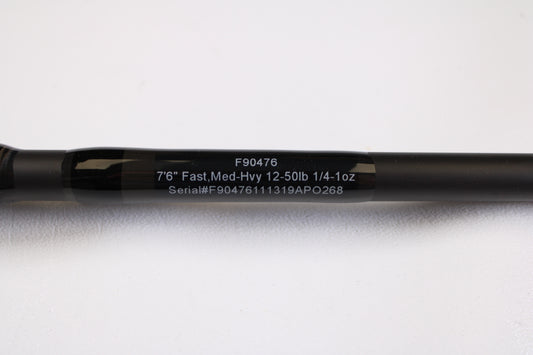 F90476
7'6" Fast,Med-Hvy 12-50lb 1/4-1oz
Serial#F90476111319APO268